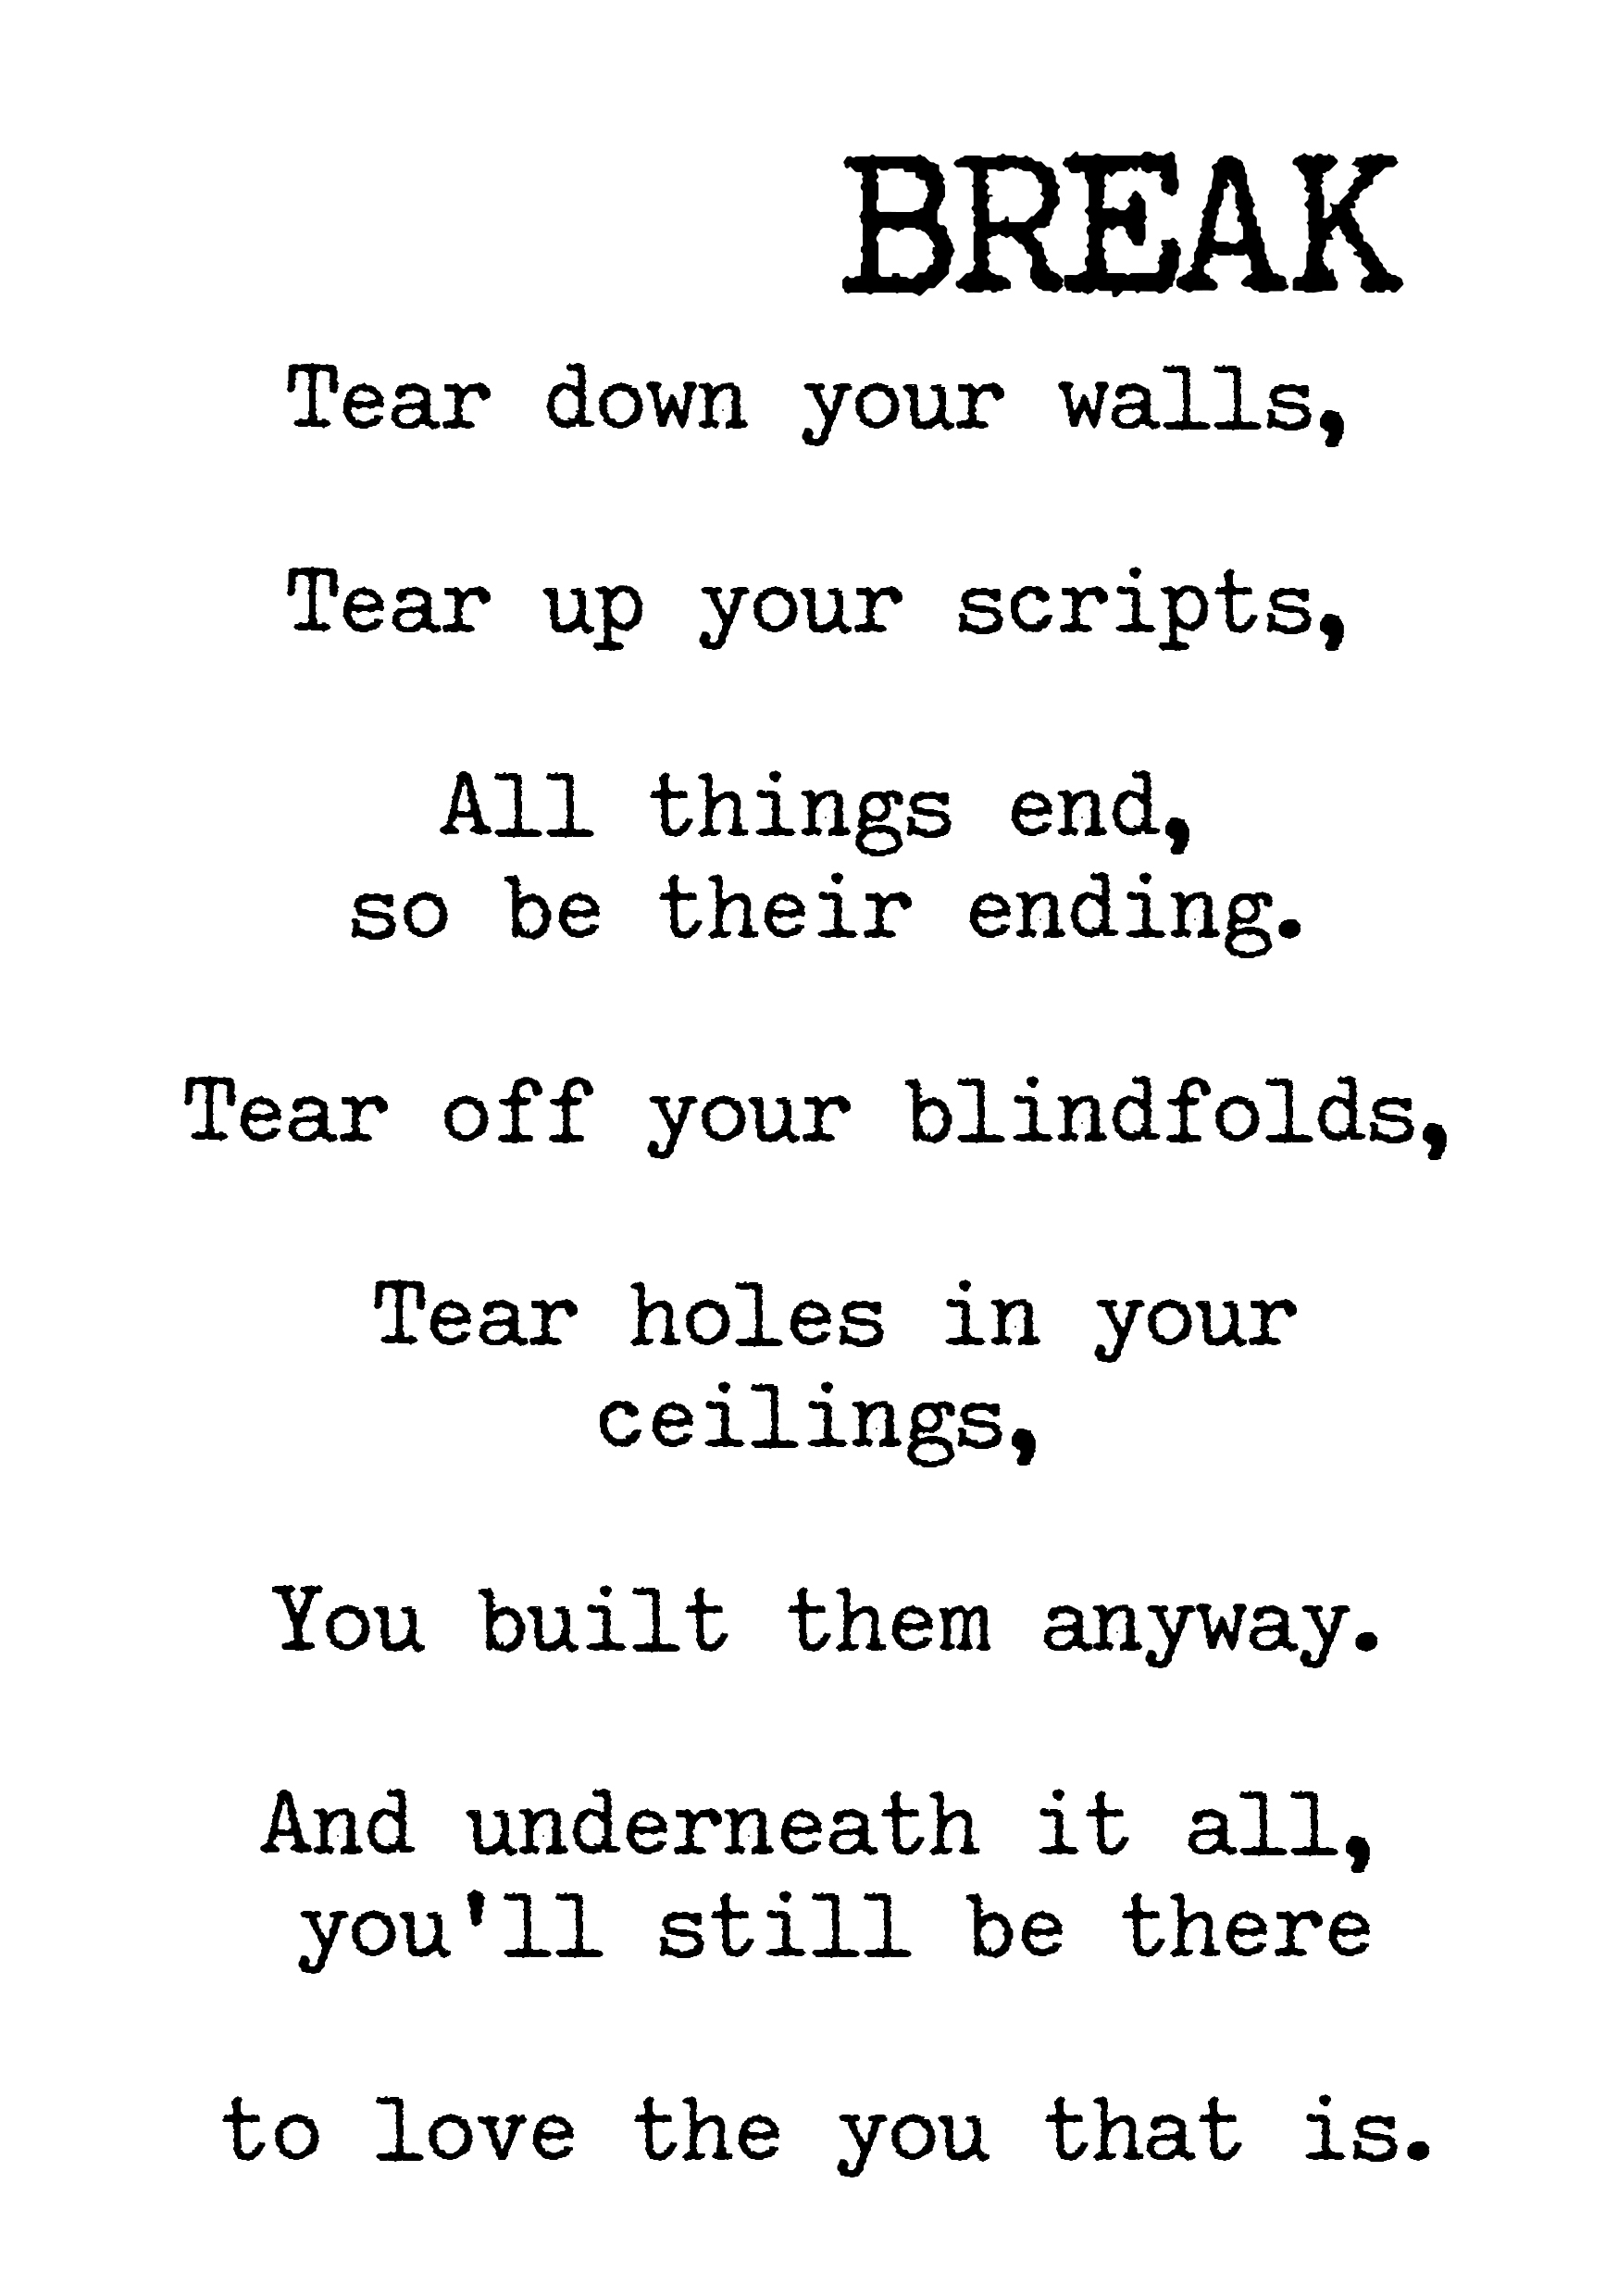 BREAK
Tear down your walls,
Tear up your scripts,
All things end,
so be their ending.
Tear off your blindfolds,
Tear holes in your
ceilings,
You built them anyway.
And underneath it all,
you'll still be there
to love the you that is.